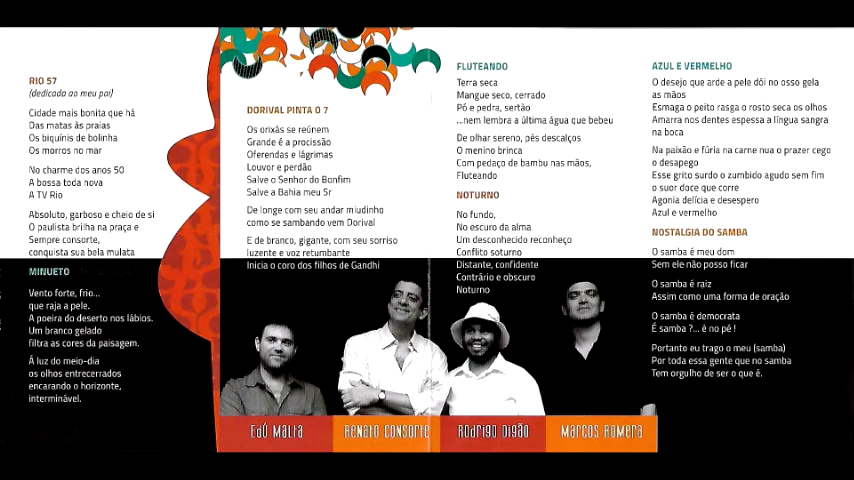 RIO 57
(dedicada ao meu pai)
Cidade mais bonita que há
Das matas às praias
Os biquínis de bolinha
Os morros no mar
No charme dos anos 50
A bossa toda nova
A TV Rio
Absoluto, garboso e cheio de si
O paulista brilha na praça e
Sempre consorte,
conquista sua bela mulata
MINUETO
Vento forte, frio...
que raja a pele.
A poeira do deserto nos lábios.
Um branco gelado
filtra as cores da paisagem.
Á luz do meio-dia
os olhos entrecerrados
encarando o horizonte,
interminável.
DORIVAL PINTA O 7
Os orixás se reúnem
Grande é a procissão
Oferendas e lágrimas
Louvor e perdão
Salve o Senhor do Bonfim
Salve a Bahia meu Sr
De longe com seu andar miudinho
como se sambando vem Dorival
E de branco, gigante, com seu sorriso
luzente e voz retumbante
Inicia o coro dos filhos de Gandhi
FLUTEANDO
Terra seca
Mangue seco, cerrado
Pó e pedra, sertão
...nem lembra a última água que bebeu
De olhar sereno, pés descalços
O menino brinca
Com pedaço de bambu nas mãos,
Fluteando
NOTURNO
No fundo,
No escuro da alma
Um desconhecido reconheço
Conflito soturno
Distante, confidente
Contrário e obscuro
Noturno
AZUL E VERMELHO
O desejo que arde a pele dói no osso gela
as mãos
Esmaga o peito rasga o rosto seca os olhos
Amarra nos dentes espessa a língua sangra
na boca
Na paixão e fúria na carne nua o prazer cego
o desapego
Esse grito surdo o zumbido agudo sem fim
o suor doce que corre
Agonia delícia e desespero
Azul e vermelho
NOSTALGIA DO SAMBA
O samba é meu dom
Sem ele não posso ficar
O samba é raiz
Assim como uma forma de oração
O samba é democrata
É samba ?... é no pé !
Portanto eu trago o meu (samba)
Por toda essa gente que no samba
Tem orgulho de ser o que é.
Edú Malta
Renato Consorte
Rodrigo Digão
Marcos Romera